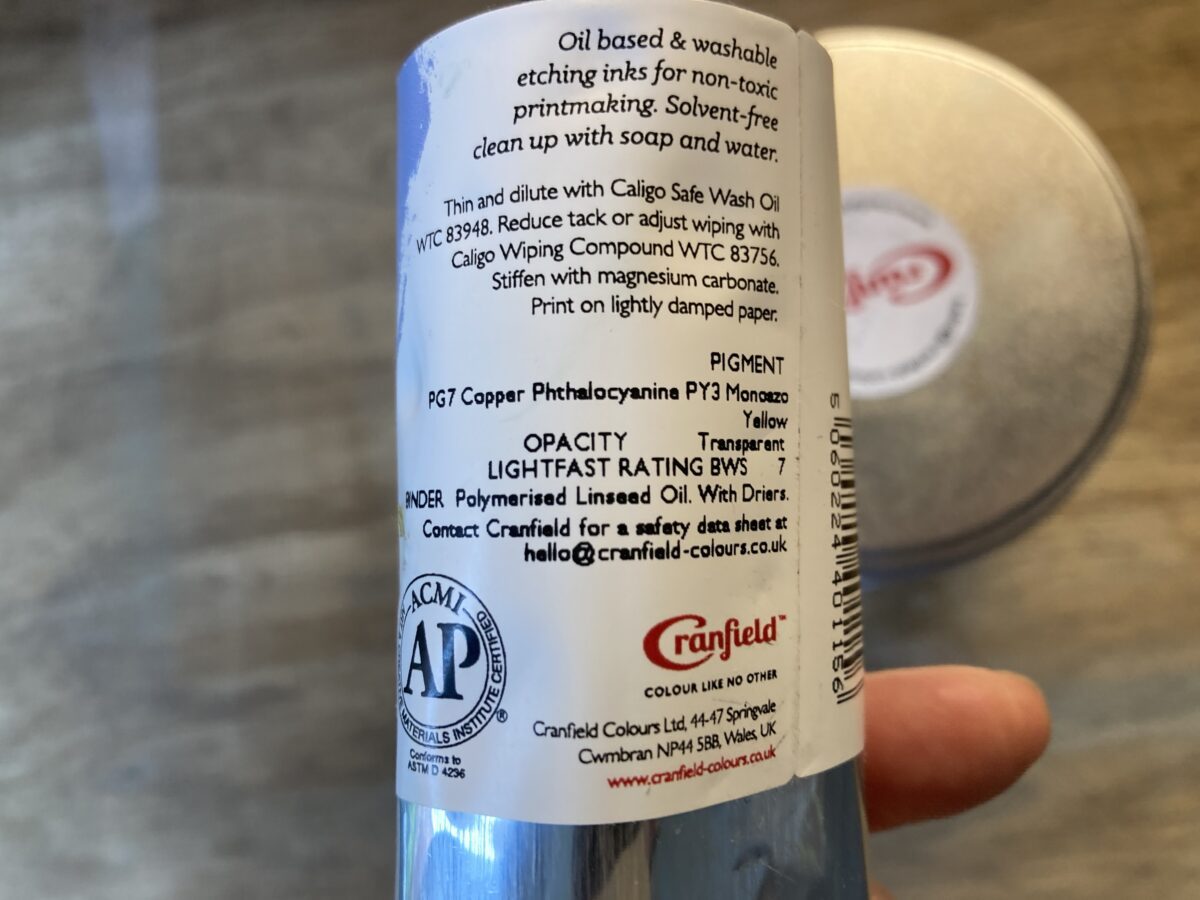 Oil based & washable
etching inks for non-toxic
printmaking. Solvent-free
clean up with soap and water.
Thin and dilute with Caligo Safe Wash Oil
WTC 83948. Reduce tack or adjust wiping with
Caligo Wiping Compound WTC 83756.
Stiffen with magnesium carbonate.
Print on lightly damped paper.
PIGMENT
PG7 Copper Phthalocyanine PY3 Monoazo
Yellow
OPACITY Transparent
LIGHTFAST RATING BWS 7
BINDER Polymerised Linseed Oil. With Driers.
Contact Cranfield for a safety data sheet at
hello@cranfield-colours.co.uk
ACMI
AP
MATERIALS INSTITUTE CERTIFIED
®
Conforms to
ASTM D 4236
Cranfield™
COLOUR LIKE NO OTHER
Cranfield Colours Ltd, 44-47 Springvale
Cwmbran NP44 5BB, Wales, UK
www.cranfield-colours.co.uk
5 060224 401156